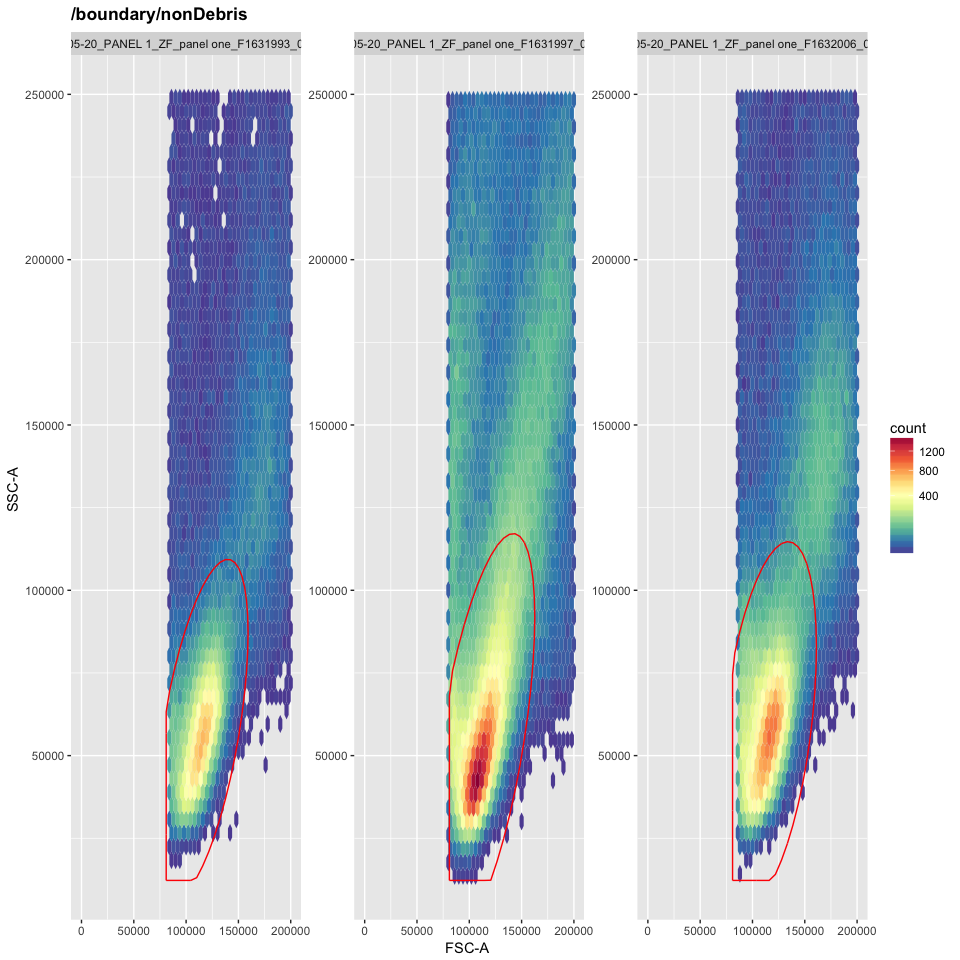 /boundary/nonDebris
05-20_PANEL 1_ZF_panel one_F1631993_0
05-20_PANEL 1_ZF_panel one_F1631997_0
05-20_PANEL 1_ZF_panel one_F1632006_0
250000
200000
150000
100000
50000
0 50000 100000 150000 200000
250000
200000
150000
100000
50000
0 50000 100000 150000 200000
250000
200000
150000
100000
50000
0 50000 100000 150000 200000
SSC-A
FSC-A
count
1200
800
400